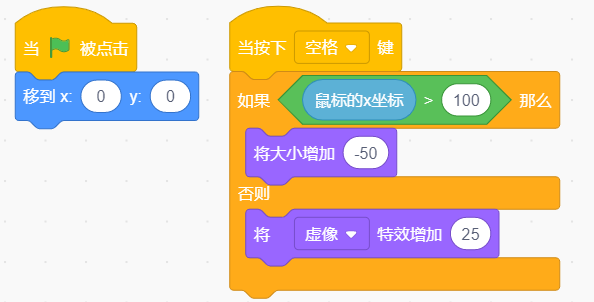 当 被点击
移到 x: 0 y: 0
当按下 空格 键
如果 鼠标的x坐标 > 100 那么
将大小增加 -50
否则
将 虚像 特效增加 25